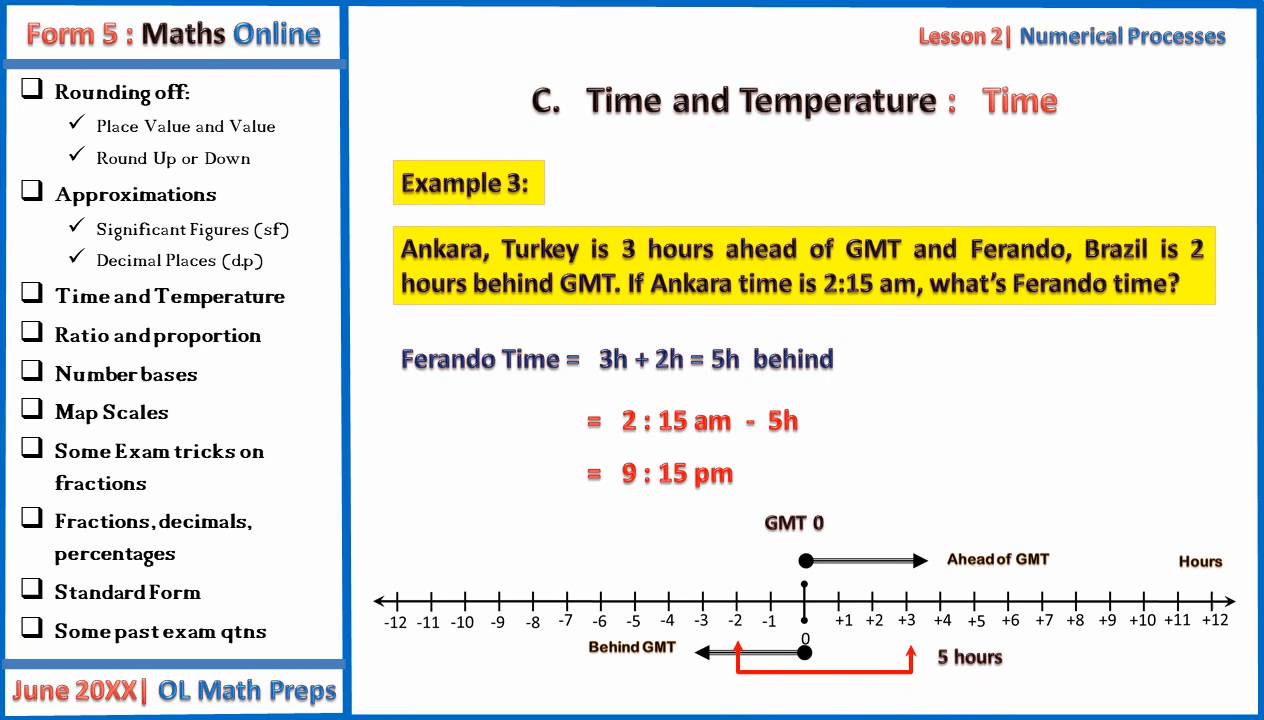 Form 5 : Maths Online
Lesson 2| Numerical Processes
Rounding off:
Place Value and Value
Round Up or Down
Approximations
Significant Figures (sf)
Decimal Places (d.p)
Time and Temperature
Ratio and proportion
Number bases
Map Scales
Some Exam tricks on
fractions
Fractions, decimals,
percentages
Standard Form
Some past exam qtns
June 20XX| OL Math Preps
C. Time and Temperature : Time
Example 3:
Ankara, Turkey is 3 hours ahead of GMT and Ferando, Brazil is 2
hours behind GMT. If Ankara time is 2:15 am, what's Ferando time?
Ferando Time = 3h + 2h = 5h behind
= 2 : 15 am - 5h
= 9 : 15 pm
GMT 0
Ahead of GMT
Hours
-12 -11 -10 -9 -8 -7 -6 -5 -4 -3 -2 -1 0 +1 +2 +3 +4 +5 +6 +7 +8 +9 +10 +11 +12
Behind GMT
5 hours